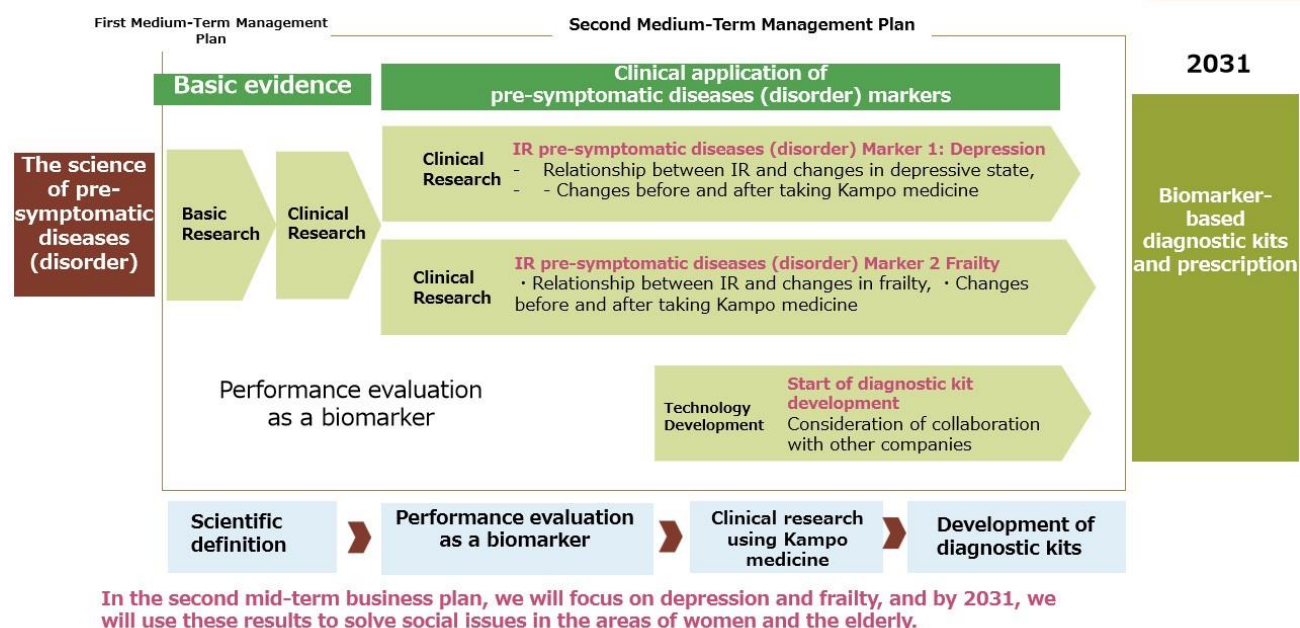 First Medium-Term Management
Plan
Second Medium-Term Management Plan
Basic evidence
Clinical application of
pre-symptomatic diseases (disorder) markers
2031
The science
of pre-
symptomatic
diseases
(disorder)
Basic
Research
Clinical
Research
Clinical
Research
IR pre-symptomatic diseases (disorder) Marker 1: Depression
- Relationship between IR and changes in depressive state,
- - Changes before and after taking Kampo medicine
Clinical
Research
IR pre-symptomatic diseases (disorder) Marker 2 Frailty
・Relationship between IR and changes in frailty, ・Changes
before and after taking Kampo medicine
Biomarker-
based
diagnostic kits
and prescription
Performance evaluation
as a biomarker
Technology
Development
Start of diagnostic kit
development
Consideration of collaboration
with other companies
Scientific
definition
Performance evaluation
as a biomarker
Clinical research
using Kampo
medicine
Development of
diagnostic kits
In the second mid-term business plan, we will focus on depression and frailty, and by 2031, we
will use these results to solve social issues in the areas of women and the elderly.